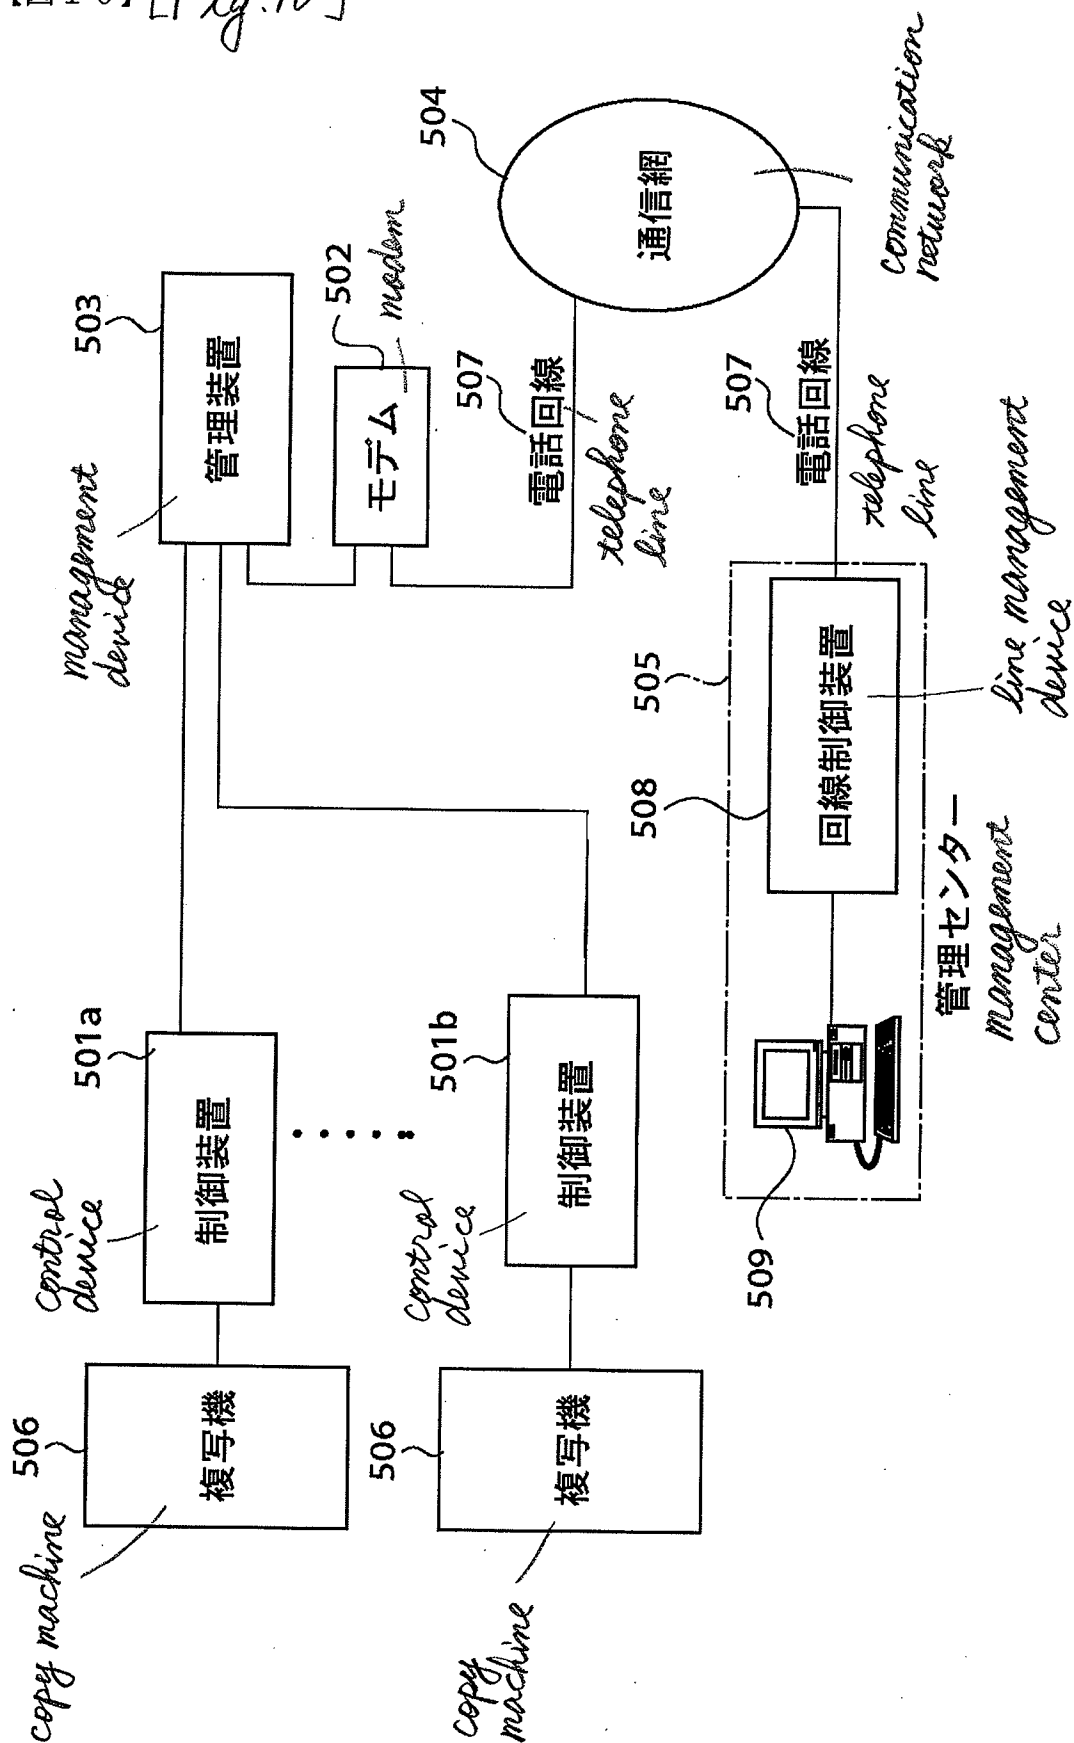 [Fig. 10]
506
複写機
copy machine
501a
制御装置
control
device
503
管理装置
management
device
502
モデム
modem
507
電話回線
telephone
line
504
通信網
communication
network
506
複写機
copy
machine
501b
制御装置
control
device
505
508
回線制御装置
line management
device
507
電話回線
telephone
line
509
管理センター
management
center